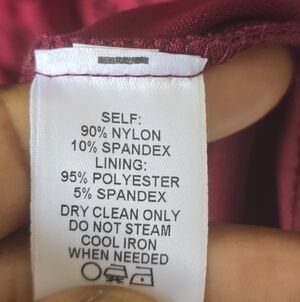 SELF:
90% NYLON
10% SPANDEX
LINING:
95% POLYESTER
5% SPANDEX
DRY CLEAN ONLY
DO NOT STEAM
COOL IRON
WHEN NEEDED